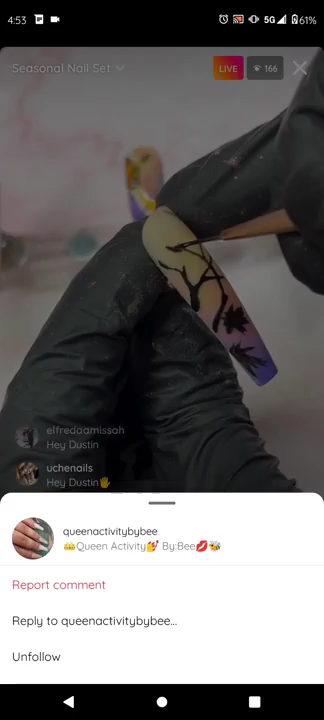 4:53
5G 61%
Seasonal Nail Set
LIVE
166
elfredaamissah
Hey Dustin
uchenails
Hey Dustin🖐
queenactivitybybee
👑Queen Activity💅 By:Bee💋🐝
Report comment
Reply to queenactivitybybee...
Unfollow